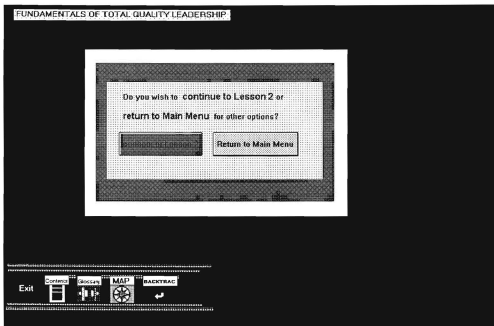 FUNDAMENTALS OF TOTAL QUALITY LEADERSHIP
Do you wish to continue to Lesson 2 or
return to Main Menu for other options?
Return to Main Menu
Exit Contents Glossary MAP BACKTRAC